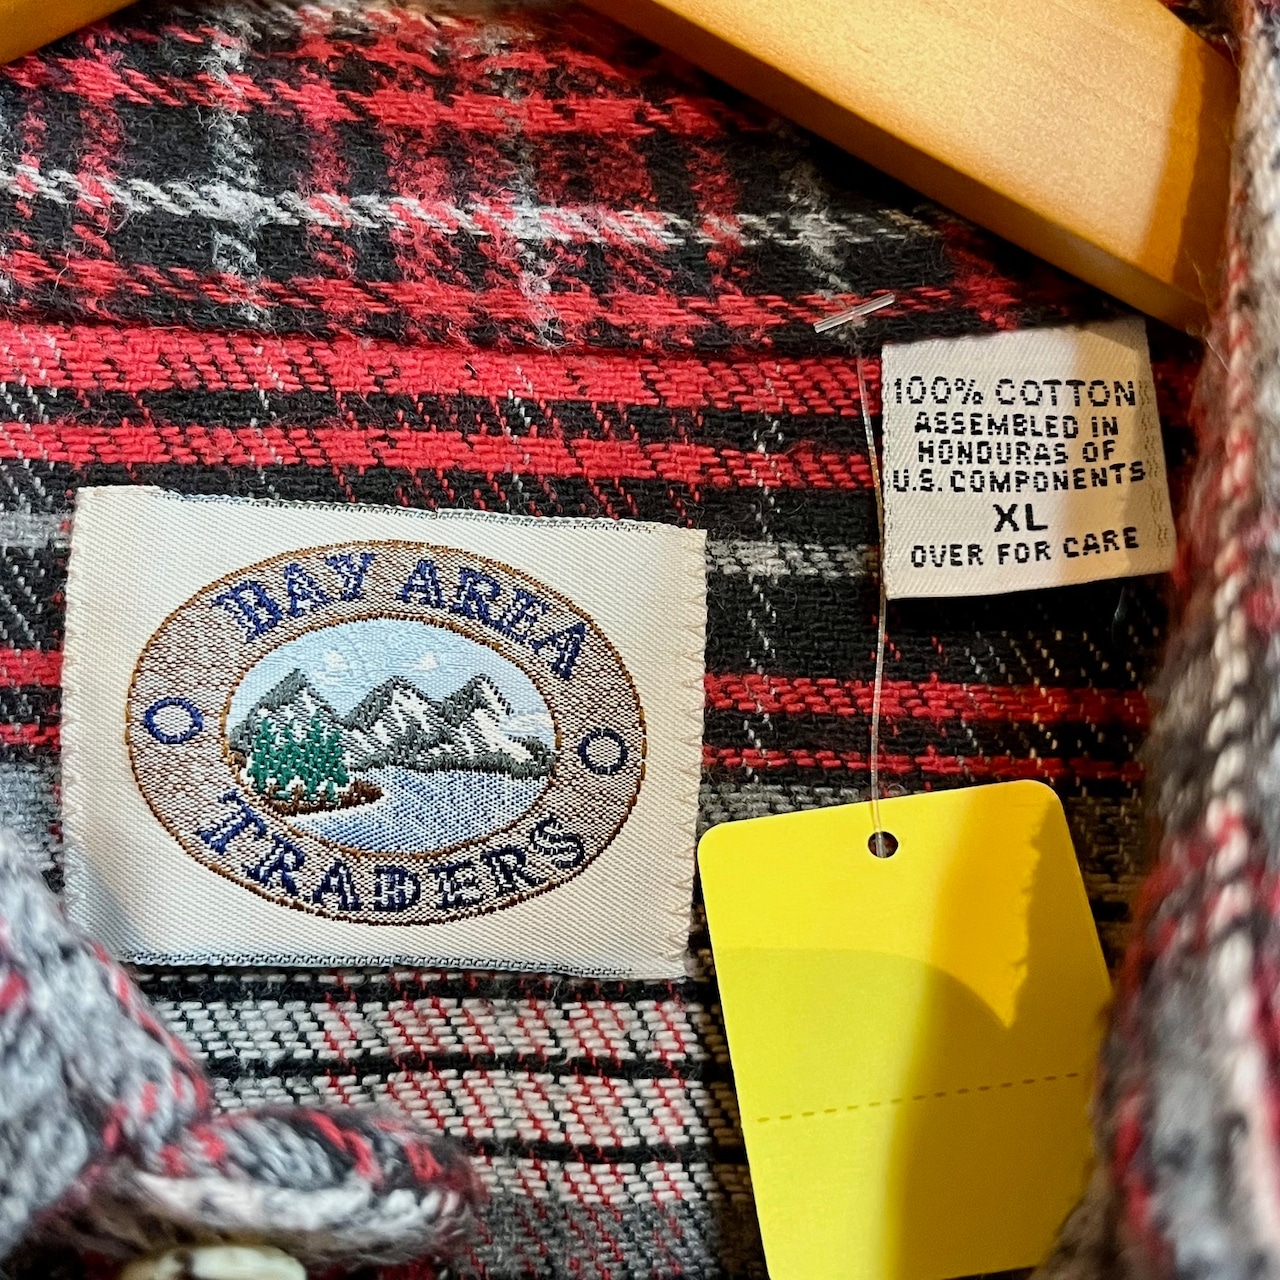 BAY AREA
TRADERS
100% COTTON
ASSEMBLED IN
HONDURAS OF
U.S. COMPONENTS
XL
OVER FOR CARE